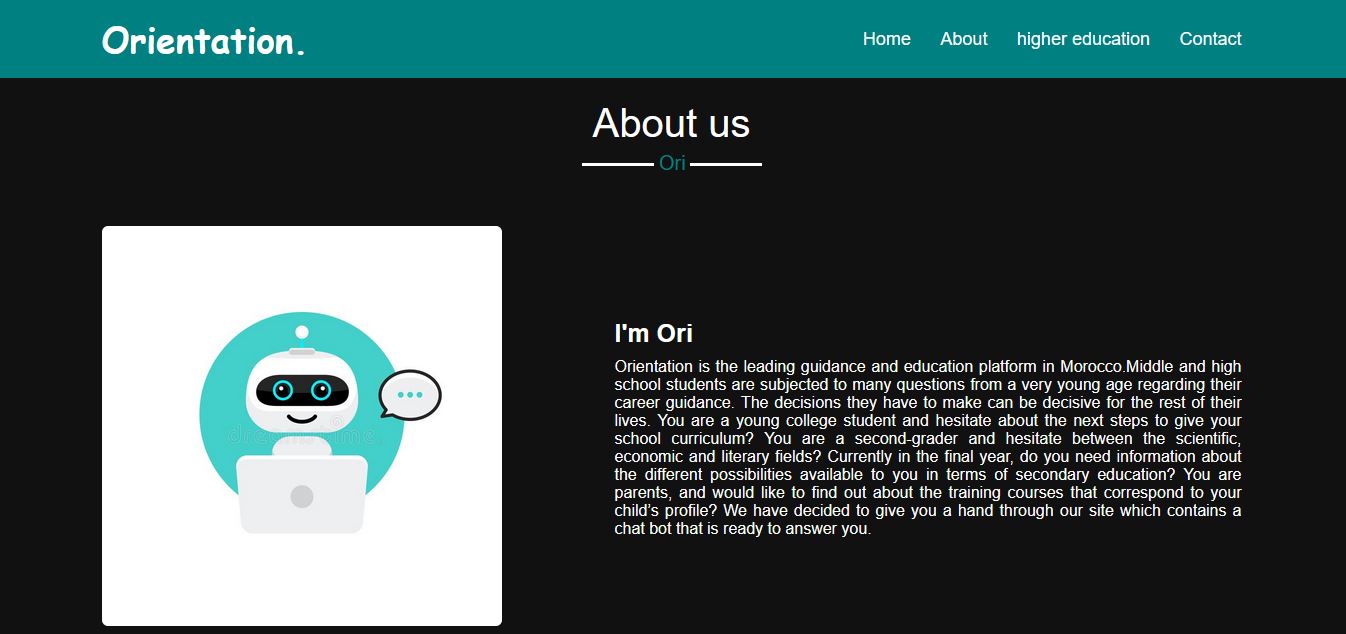 Orientation.
Home About higher education Contact
About us
Ori
dreamstime.
I'm Ori
Orientation is the leading guidance and education platform in Morocco.Middle and high
school students are subjected to many questions from a very young age regarding their
career guidance. The decisions they have to make can be decisive for the rest of their
lives. You are a young college student and hesitate about the next steps to give your
school curriculum? You are a second-grader and hesitate between the scientific,
economic and literary fields? Currently in the final year, do you need information about
the different possibilities available to you in terms of secondary education? You are
parents, and would like to find out about the training courses that correspond to your
child’s profile? We have decided to give you a hand through our site which contains a
chat bot that is ready to answer you.